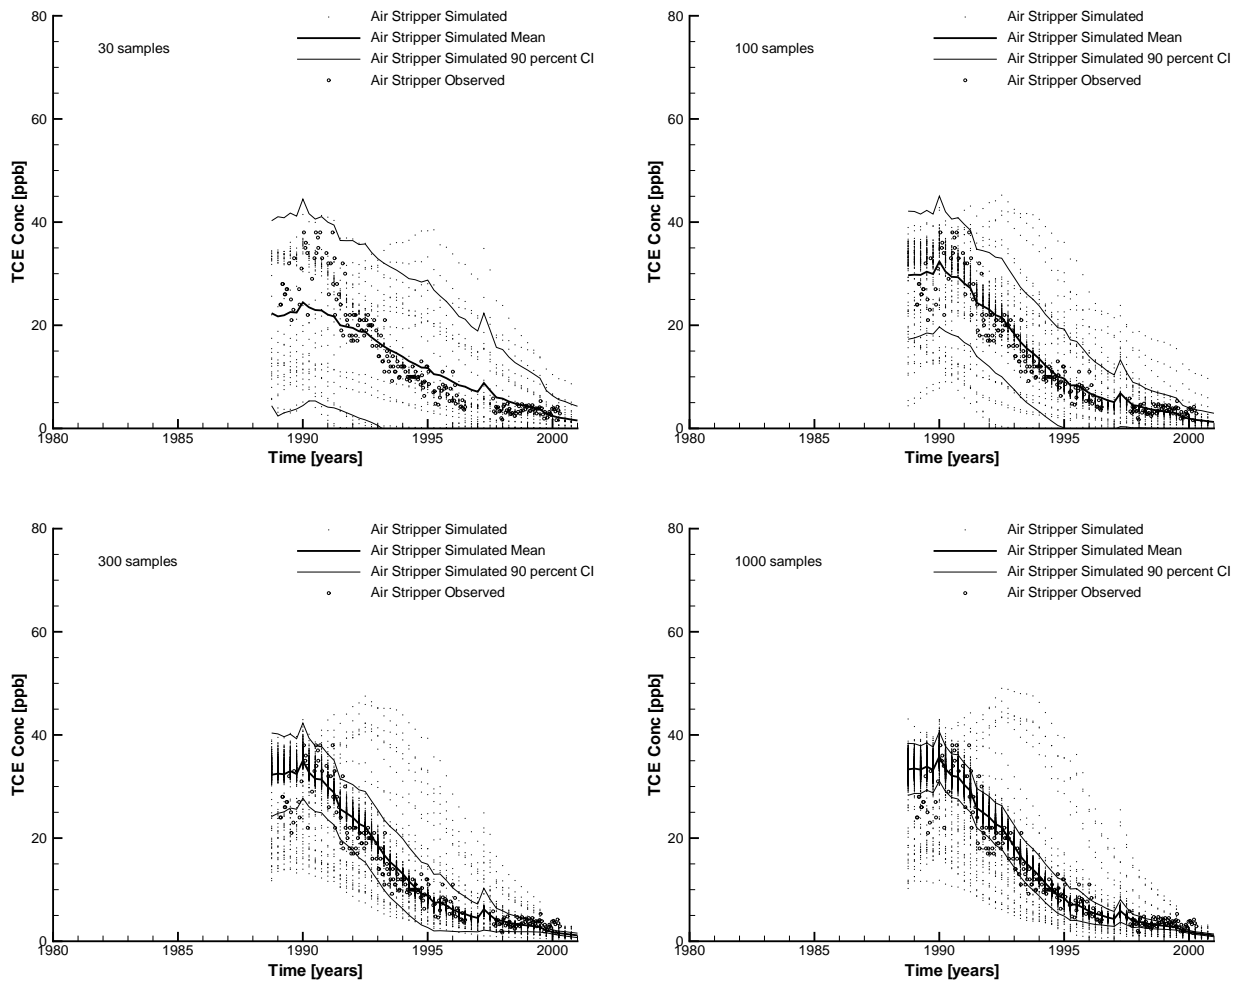 80
60
40
20
0
TCE Conc [ppb]
30 samples
Air Stripper Simulated
Air Stripper Simulated Mean
Air Stripper Simulated 90 percent CI
Air Stripper Observed
1980 1985 1990 1995 2000
Time [years]
80
60
40
20
0
TCE Conc [ppb]
100 samples
Air Stripper Simulated
Air Stripper Simulated Mean
Air Stripper Simulated 90 percent CI
Air Stripper Observed
1980 1985 1990 1995 2000
Time [years]
80
60
40
20
0
TCE Conc [ppb]
300 samples
Air Stripper Simulated
Air Stripper Simulated Mean
Air Stripper Simulated 90 percent CI
Air Stripper Observed
1980 1985 1990 1995 2000
Time [years]
80
60
40
20
0
TCE Conc [ppb]
1000 samples
Air Stripper Simulated
Air Stripper Simulated Mean
Air Stripper Simulated 90 percent CI
Air Stripper Observed
1980 1985 1990 1995 2000
Time [years]